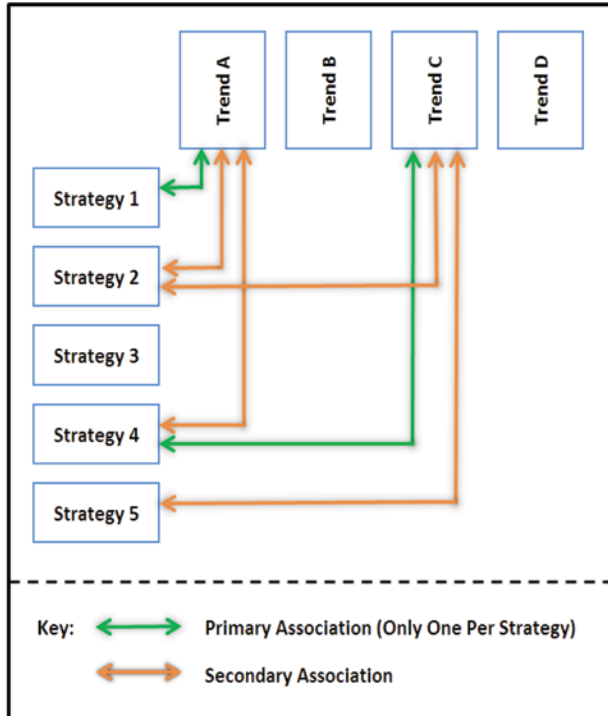 Trend A
Trend B
Trend C
Trend D
Strategy 1
Strategy 2
Strategy 3
Strategy 4
Strategy 5
Key:
Primary Association (Only One Per Strategy)
Secondary Association